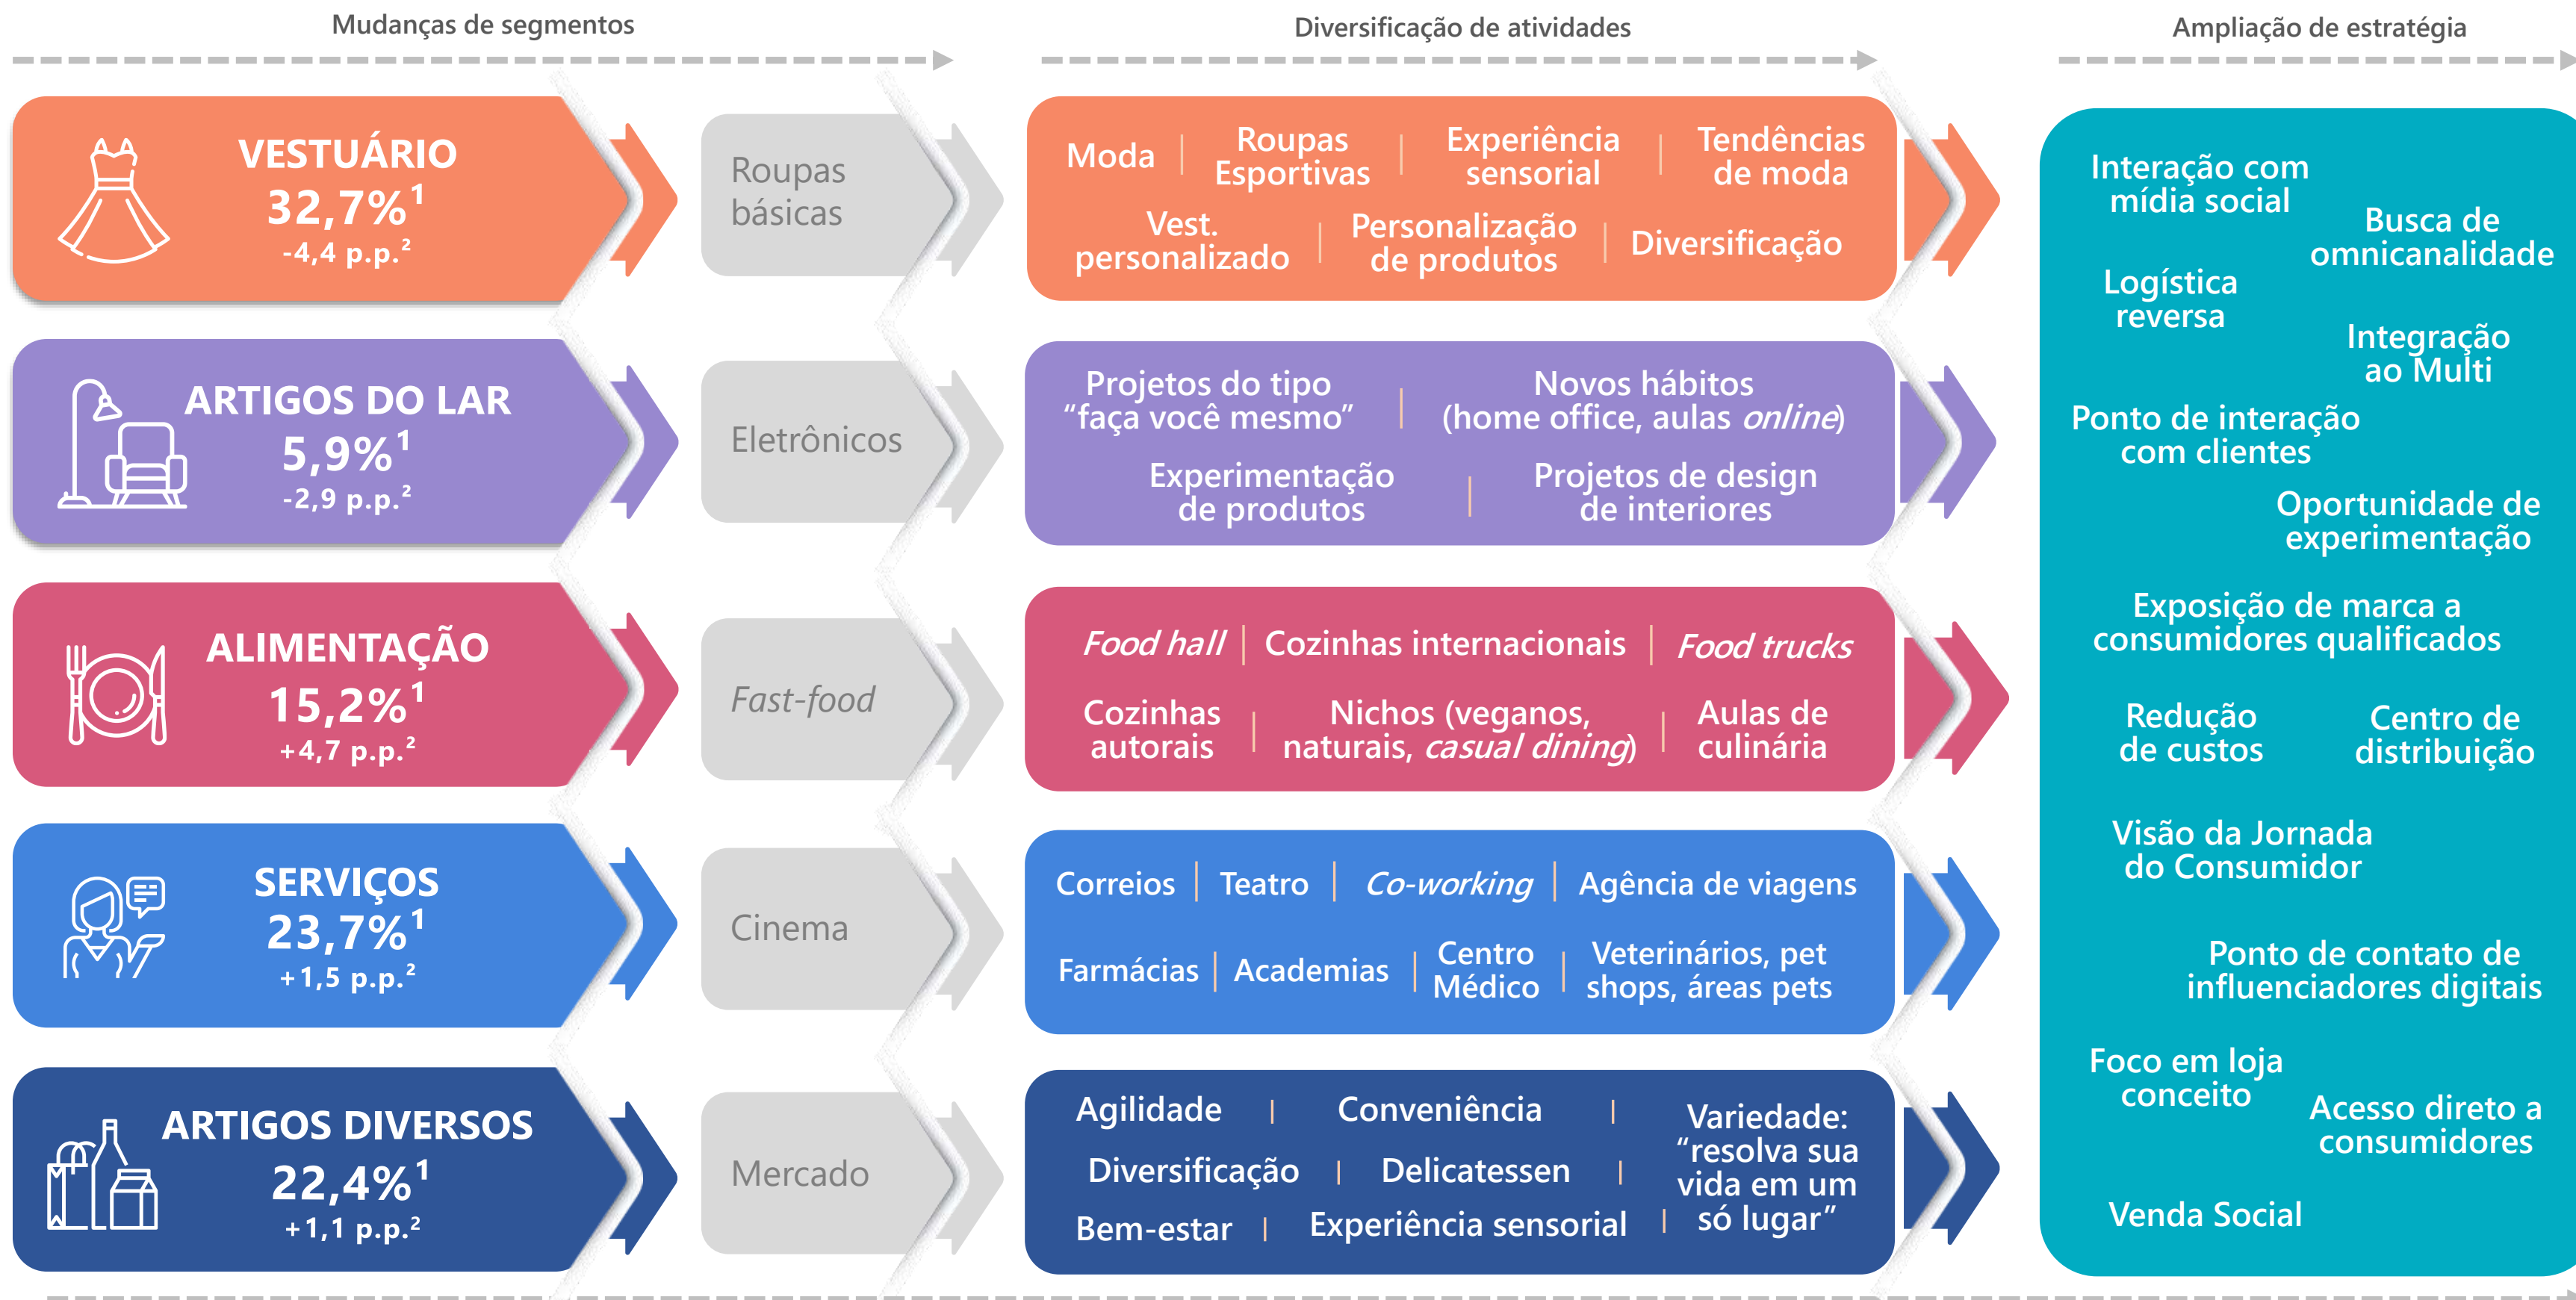 Mudanças de segmentos
Diversificação de atividades
Ampliação de estratégia
VESTUÁRIO
32,7%¹
-4,4 p.p.²
Roupas
básicas
Moda | Roupas Esportivas | Experiência sensorial | Tendências de moda
Vest. personalizado | Personalização de produtos | Diversificação
ARTIGOS DO LAR
5,9%¹
-2,9 p.p.²
Eletrônicos
Projetos do tipo “faça você mesmo” | Novos hábitos (home office, aulas online)
Experimentação de produtos | Projetos de design de interiores
ALIMENTAÇÃO
15,2%¹
+4,7 p.p.²
Fast-food
Food hall | Cozinhas internacionais | Food trucks
Cozinhas autorais | Nichos (veganos, naturais, casual dining) | Aulas de culinária
SERVIÇOS
23,7%¹
+1,5 p.p.²
Cinema
Correios | Teatro | Co-working | Agência de viagens
Farmácias | Academias | Centro Médico | Veterinários, pet shops, áreas pets
ARTIGOS DIVERSOS
22,4%¹
+1,1 p.p.²
Mercado
Agilidade | Conveniência |
Diversificação | Delicatessen |
Bem-estar | Experiência sensorial |
Variedade:
“resolva sua
vida em um
só lugar”
Interação com
mídia social
Busca de
omnicanalidade
Logística
reversa
Integração
ao Multi
Ponto de interação
com clientes
Oportunidade de
experimentação
Exposição de marca a
consumidores qualificados
Redução
de custos
Centro de
distribuição
Visão da Jornada
do Consumidor
Ponto de contato de
influenciadores digitais
Foco em loja
conceito
Acesso direto a
consumidores
Venda Social